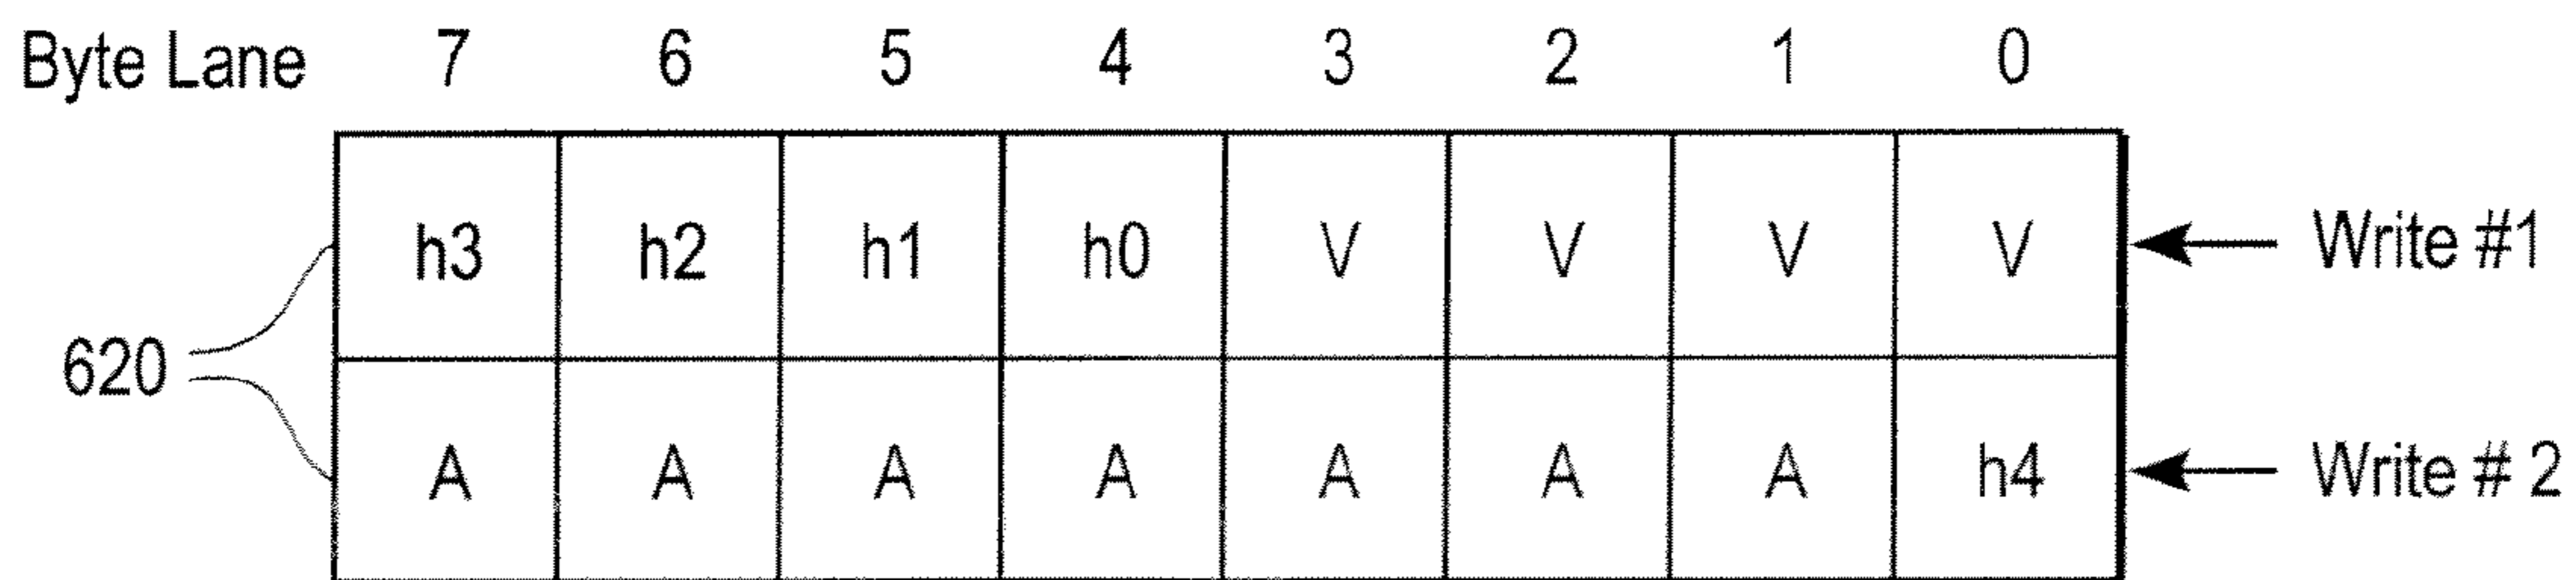 Byte Lane 7 6 5 4 3 2 1 0
h3 h2 h1 h0 V V V V Write #1
620
A A A A A A A h4 Write # 2